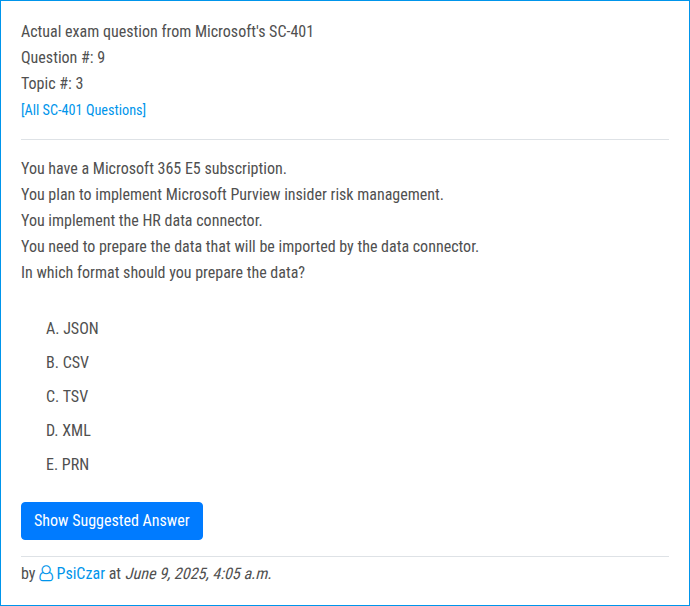 Actual exam question from Microsoft's SC-401
Question #: 9
Topic #: 3
[All SC-401 Questions]
You have a Microsoft 365 E5 subscription.
You plan to implement Microsoft Purview insider risk management.
You implement the HR data connector.
You need to prepare the data that will be imported by the data connector.
In which format should you prepare the data?
A. JSON
B. CSV
C. TSV
D. XML
E. PRN
Show Suggested Answer
by PsiCzar at June 9, 2025, 4:05 a.m.